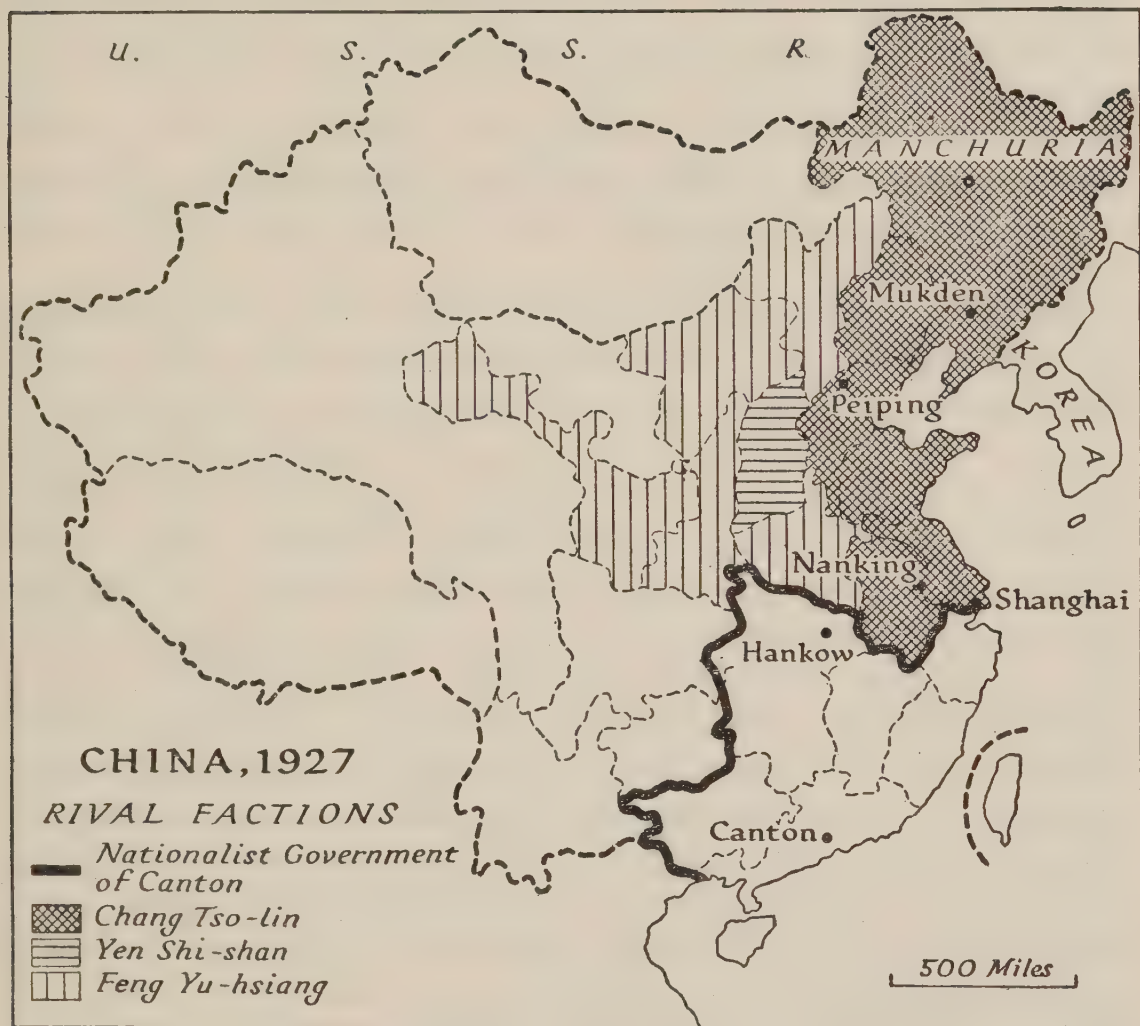 U. S. S. R.
MANCHURIA
Mukden
KOREA
Peiping
Nanking
Shanghai
Hankow
Canton
CHINA, 1927
RIVAL FACTIONS
Nationalist Government
of Canton
Chang Tso-lin
Yen Shi-shan
Feng Yu-hsiang
500 Miles